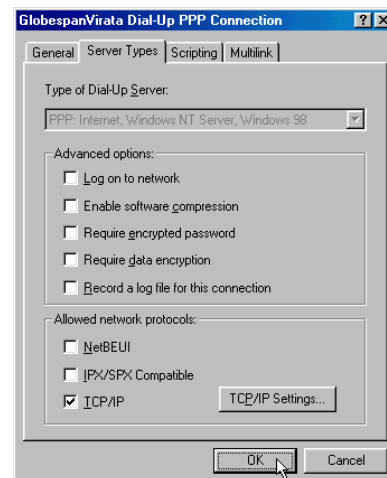 GlobespanVirata Dial-Up PPP Connection
General Server Types Scripting Multilink
Type of Dial-Up Server:
PPP: Internet, Windows NT Server, Windows 98
Advanced options:
Log on to network
Enable software compression
Require encrypted password
Require data encryption
Record a log file for this connection
Allowed network protocols:
NetBEUI
IPX/SPX Compatible
TCP/IP TCP/IP Settings...
OK Cancel